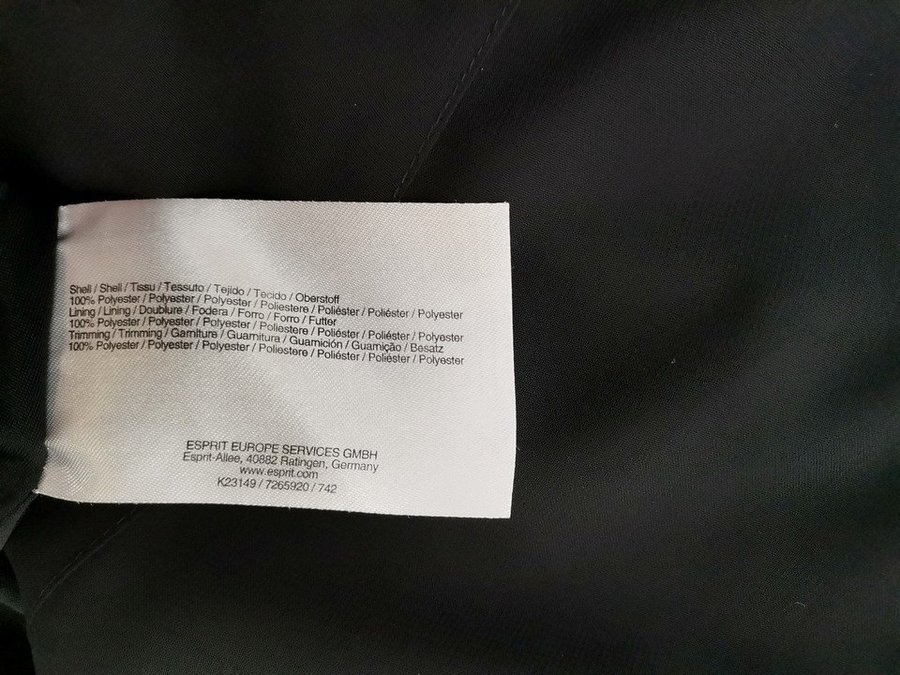 Shell / Shell / Tissu / Tessuto / Tejido / Tecido / Oberstoff
100% Polyester / Polyester / Polyester / Poliestere / Poliéster / Poliéster / Polyester
Lining / Lining / Doublure / Fodera / Forro / Forro / Futter
100% Polyester / Polyester / Polyester / Poliestere / Poliéster / Poliéster / Polyester
Trimming / Trimming / Garniture / Guarnitura / Guarnición / Guarnição / Besatz
100% Polyester / Polyester / Polyester / Poliestere / Poliéster / Poliéster / Polyester
ESPRIT EUROPE SERVICES GMBH
Esprit-Allee, 40882 Ratingen, Germany
www.esprit.com
K23149 / 7265920 / 742